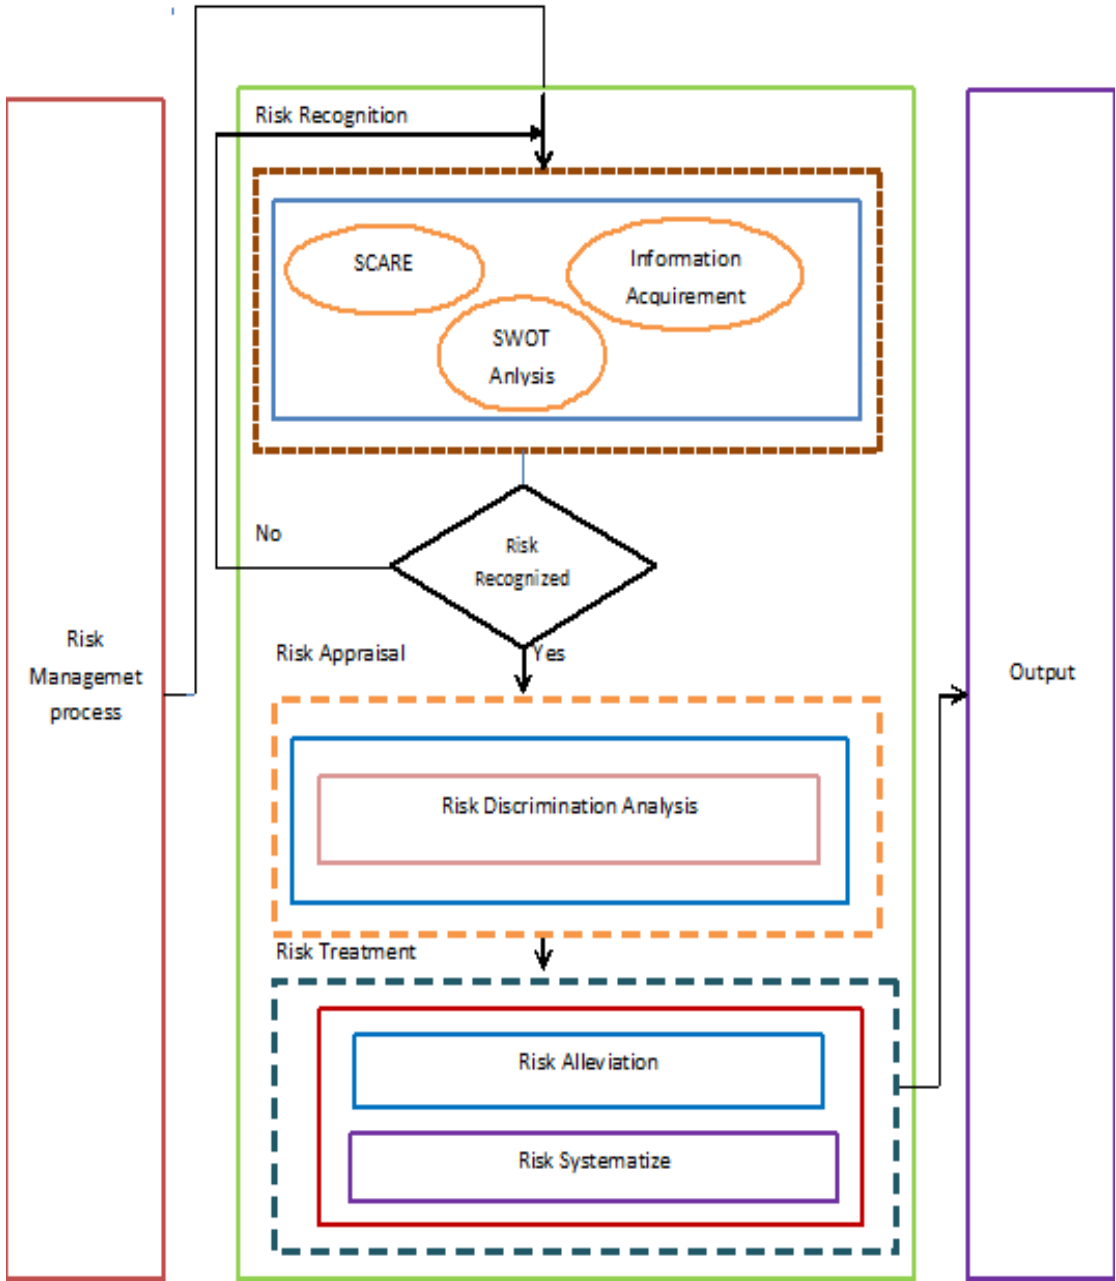 Risk Recognition
SCARE
Information
Acquirement
SWOT
Anlysis
No
Risk
Recognized
Risk
Managemet
process
Risk Appraisal
Yes
Output
Risk Discrimination Analysis
Risk Treatment
Risk Alleviation
Risk Systematize